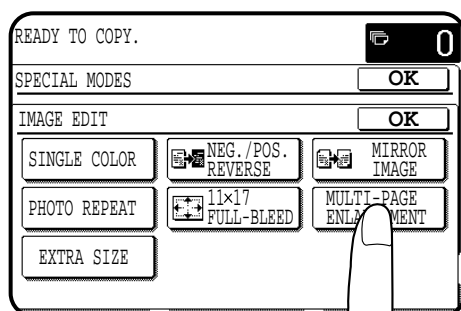 READY TO COPY.
0
SPECIAL MODES
OK
IMAGE EDIT
OK
SINGLE COLOR
NEG./POS.
REVERSE
MIRROR
IMAGE
PHOTO REPEAT
11×17
FULL-BLEED
MULTI-PAGE
EXTRA SIZE